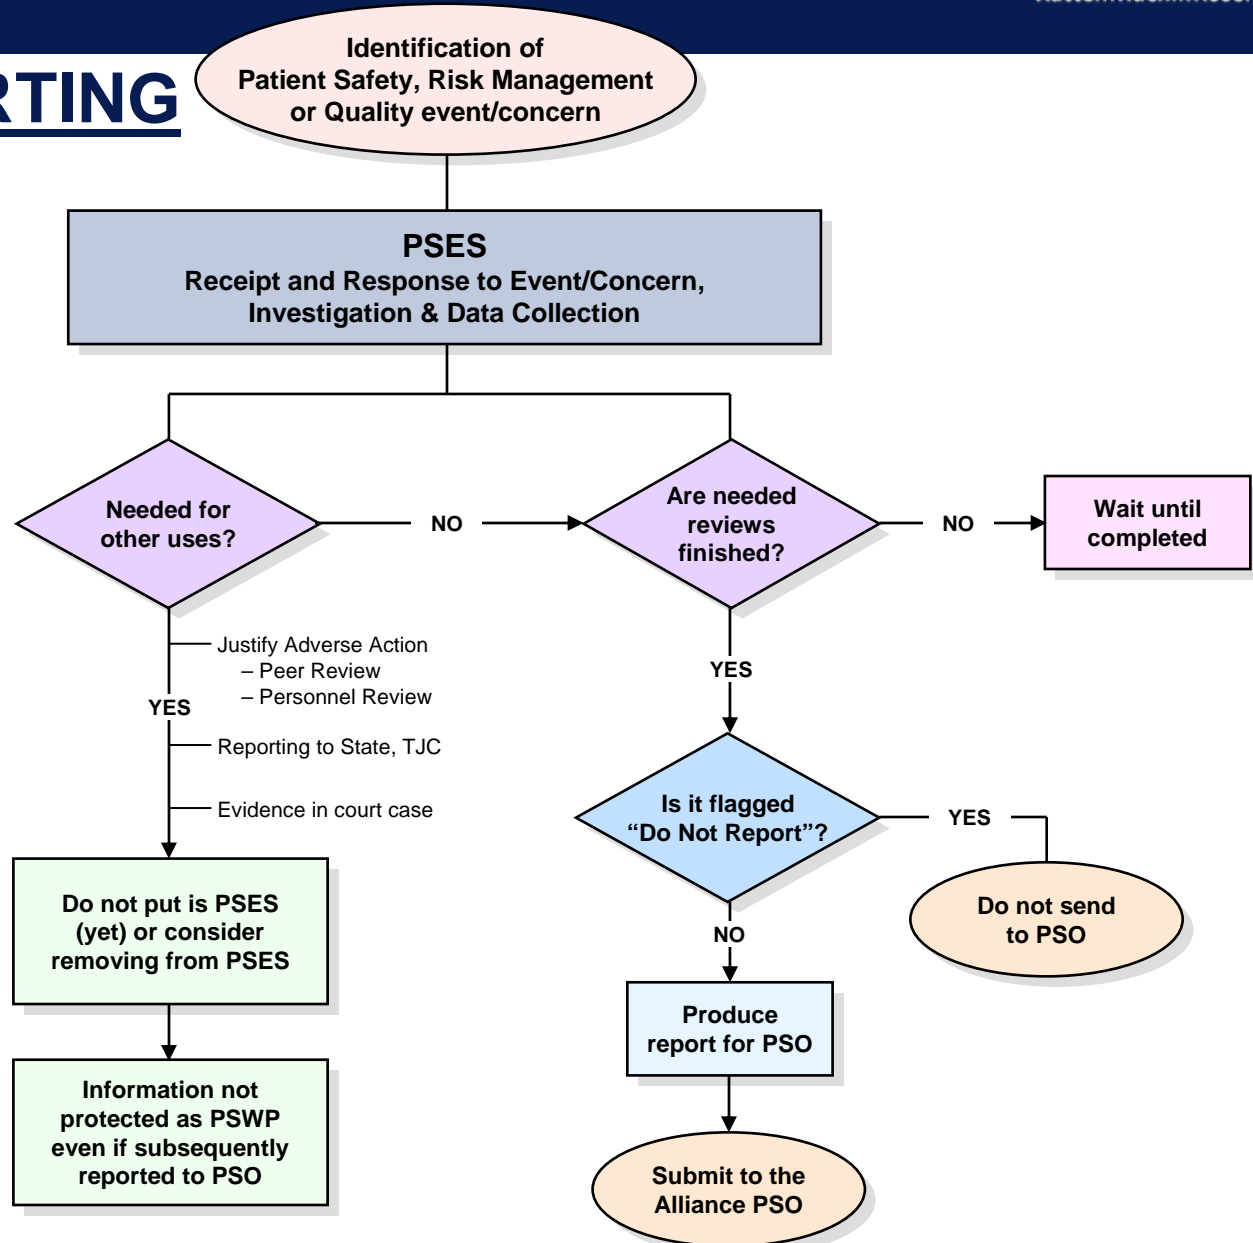 RTING
Identification of
Patient Safety, Risk Management
or Quality event/concern
PSES
Receipt and Response to Event/Concern,
Investigation & Data Collection
Needed for
other uses?
NO
Are needed
reviews
finished?
NO
Wait until
completed
Justify Adverse Action
– Peer Review
– Personnel Review
YES
Reporting to State, TJC
Evidence in court case
YES
Is it flagged
“Do Not Report”?
YES
Do not send
to PSO
NO
Do not put is PSES
(yet) or consider
removing from PSES
Produce
report for PSO
Information not
protected as PSWP
even if subsequently
reported to PSO
Submit to the
Alliance PSO